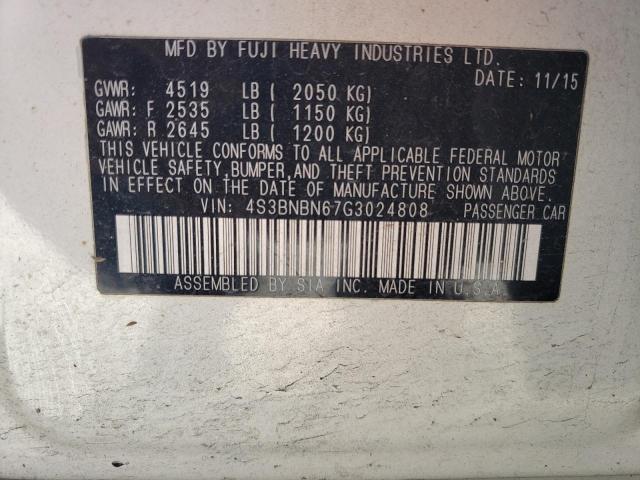 MFD BY FUJI HEAVY INDUSTRIES LTD.
DATE: 11/15
GVWR: 4519 LB ( 2050 KG)
GAWR: F 2535 LB ( 1150 KG)
GAWR: R 2645 LB ( 1200 KG)
THIS VEHICLE CONFORMS TO ALL APPLICABLE FEDERAL MOTOR
VEHICLE SAFETY, BUMPER, AND THEFT PREVENTION STANDARDS
IN EFFECT ON THE DATE OF MANUFACTURE SHOWN ABOVE.
VIN: 4S3BNBN67G3024808 PASSENGER CAR
ASSEMBLED BY SIA INC. MADE IN U.S.A.